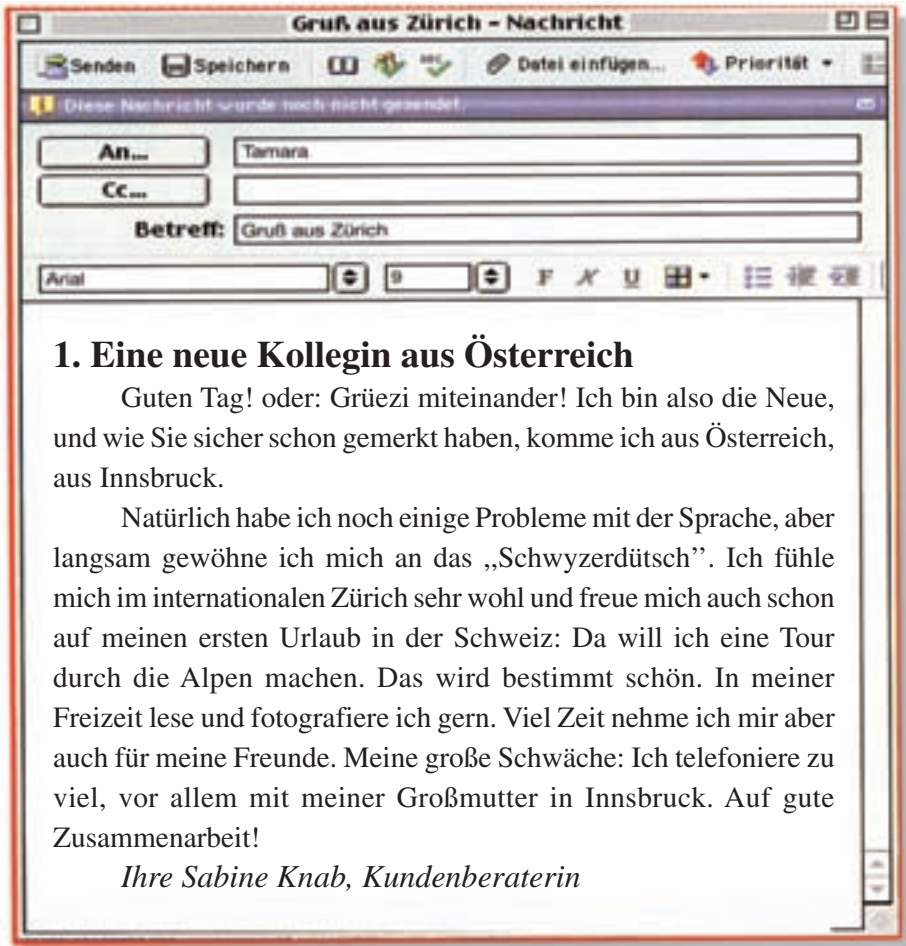 Gruß aus Zürich – Nachricht
Senden Speichern Datei einfügen... Priorität
Diese Nachricht wurde noch nicht gesendet.
An... Tamara
Cc...
Betreff: Gruß aus Zürich
Arial 9 F K U
1. Eine neue Kollegin aus Österreich
Guten Tag! oder: Grüezi miteinander! Ich bin also die Neue,
und wie Sie sicher schon gemerkt haben, komme ich aus Österreich,
aus Innsbruck.
Natürlich habe ich noch einige Probleme mit der Sprache, aber
langsam gewöhne ich mich an das ,,Schwyzerdütsch’’. Ich fühle
mich im internationalen Zürich sehr wohl und freue mich auch schon
auf meinen ersten Urlaub in der Schweiz: Da will ich eine Tour
durch die Alpen machen. Das wird bestimmt schön. In meiner
Freizeit lese und fotografiere ich gern. Viel Zeit nehme ich mir aber
auch für meine Freunde. Meine große Schwäche: Ich telefoniere zu
viel, vor allem mit meiner Großmutter in Innsbruck. Auf gute
Zusammenarbeit!
Ihre Sabine Knab, Kundenberaterin